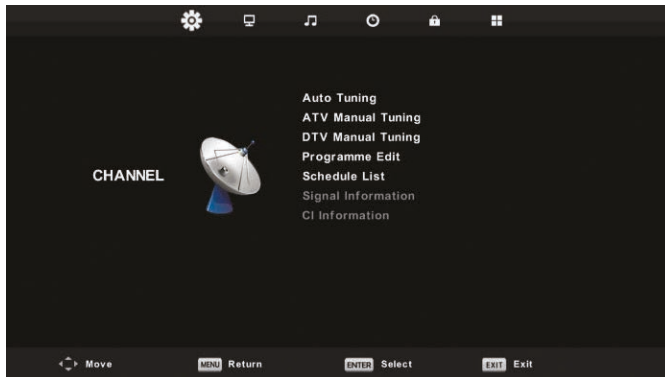 Auto Tuning
ATV Manual Tuning
DTV Manual Tuning
Programme Edit
CHANNEL
Schedule List
Signal Information
CI Information
Move MENU Return ENTER Select EXIT Exit